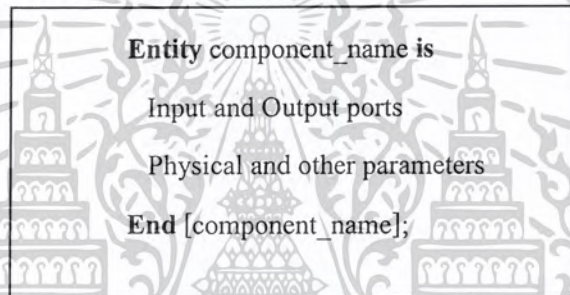 Entity component_name is
Input and Output ports
Physical and other parameters
End [component_name];